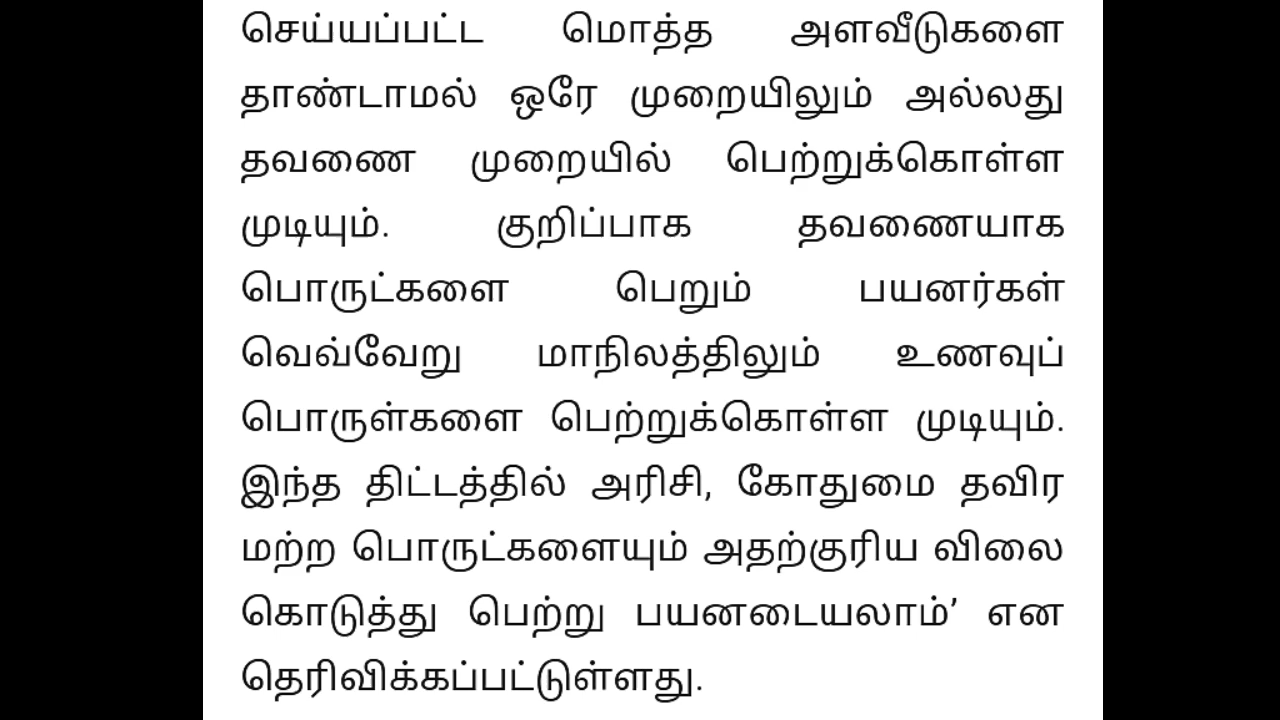 செய்யப்பட்ட மொத்த அளவீடுகளை
தாண்டாமல் ஒரே முறையிலும் அல்லது
தவணை முறையில் பெற்றுக்கொள்ள
முடியும். குறிப்பாக தவணையாக
பொருட்களை பெறும் பயனர்கள்
வெவ்வேறு மாநிலத்திலும் உணவுப்
பொருள்களை பெற்றுக்கொள்ள முடியும்.
இந்த திட்டத்தில் அரிசி, கோதுமை தவிர
மற்ற பொருட்களையும் அதற்குரிய விலை
கொடுத்து பெற்று பயனடையலாம்’ என
தெரிவிக்கப்பட்டுள்ளது.